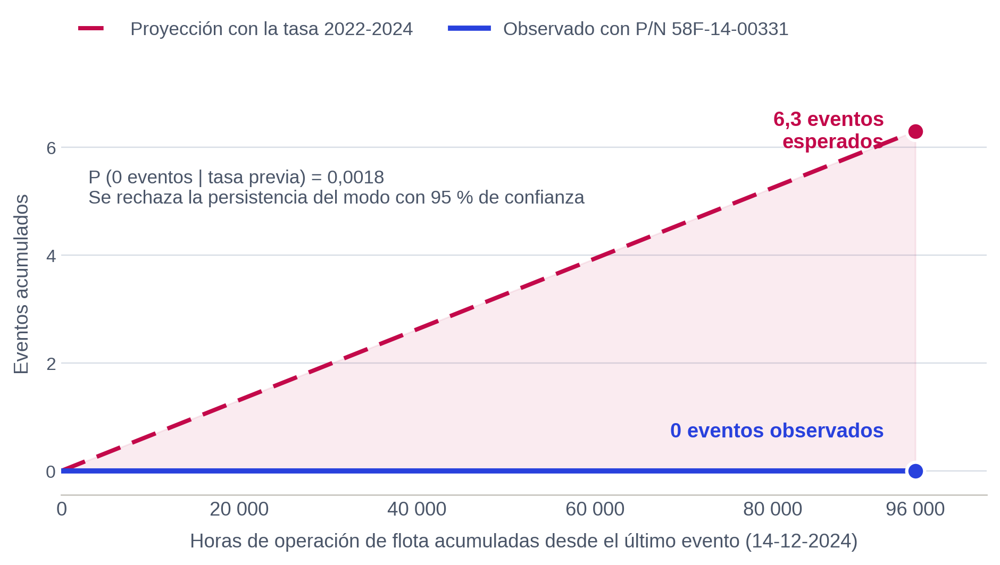 Proyección con la tasa 2022-2024
Observado con P/N 58F-14-00331
6,3 eventos
esperados
6
P (0 eventos | tasa previa) = 0,0018
Se rechaza la persistencia del modo con 95 % de confianza
Eventos acumulados
4
2
0 eventos observados
0
0
20 000
40 000
60 000
80 000
96 000
Horas de operación de flota acumuladas desde el último evento (14-12-2024)